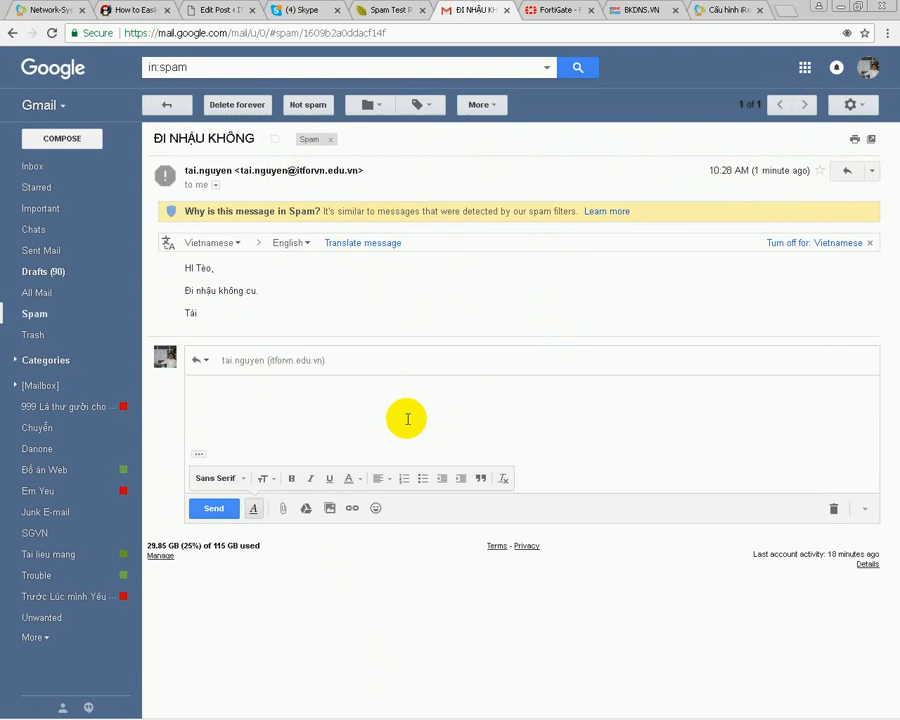 Network-Sys
How to Easil
Edit Post ‹ IT
(4) Skype
Spam Test R
ĐI NHẬU KH
FortiGate - F
BKDNS.VN
Cấu hình iRe
Secure | https://mail.google.com/mail/u/0/#spam/1609b2a0ddacf14f
Google
in:spam
Gmail
Delete forever
Not spam
More
1 of 1
COMPOSE
Inbox
Starred
Important
Chats
Sent Mail
Drafts (90)
All Mail
Spam
Trash
Categories
[Mailbox]
999 Lá thư gười cho ...
Chuyển
Danone
Đồ án Web
Em Yeu
Junk E-mail
SGVN
Tai lieu mang
Trouble
Trước Lúc mình Yêu ...
Unwanted
More
ĐI NHẬU KHÔNG
Spam x
tai.nguyen <tai.nguyen@itforvn.edu.vn>
10:28 AM (1 minute ago)
to me
Why is this message in Spam? It's similar to messages that were detected by our spam filters. Learn more
Vietnamese > English Translate message
Turn off for: Vietnamese x
HI Tèo,
Đi nhậu không cu.
Tài
tai.nguyen (itforvn.edu.vn)
...
Sans Serif
Send
29.85 GB (25%) of 115 GB used
Manage
Terms - Privacy
Last account activity: 18 minutes ago
Details